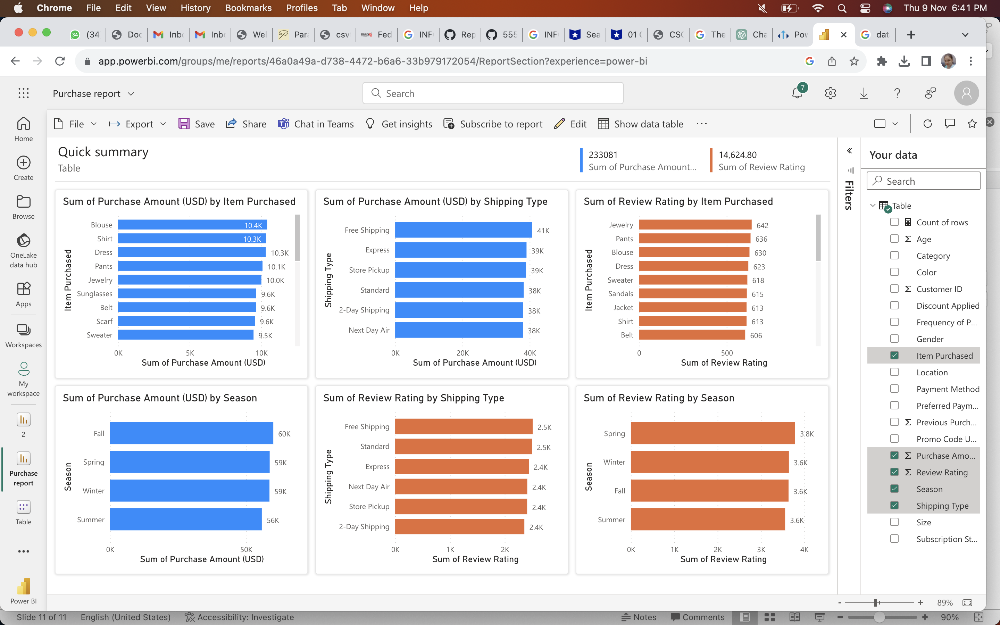 Chrome File Edit View History Bookmarks Profiles Tab Window Help Thu 9 Nov 6:41 PM
34 (34 Doc Inbo Inbo Wel Para csv Fed INF Rep 555 INF Sea 01 CSC The Cha Pow dat
app.powerbi.com/groups/me/reports/46a0a49a-d738-4472-b6a6-33b979172054/ReportSection?experience=power-bi
Purchase report Search 7
File Export Save Share Chat in Teams Get insights Subscribe to report Edit Show data table
Home
Create
Browse
OneLake
data hub
Apps
Workspaces
My
workspace
2
Purchase
report
Table
Power BI
Quick summary
Table
233081
Sum of Purchase Amount...
14,624.80
Sum of Review Rating
Sum of Purchase Amount (USD) by Item Purchased
Item Purchased
Blouse 10.4K
Shirt 10.3K
Dress 10.3K
Pants 10.1K
Jewelry 10.0K
Sunglasses 9.6K
Belt 9.6K
Scarf 9.6K
Sweater 9.5K
0K 5K 10K
Sum of Purchase Amount (USD)
Sum of Purchase Amount (USD) by Shipping Type
Shipping Type
Free Shipping 41K
Express 39K
Store Pickup 39K
Standard 38K
2-Day Shipping 38K
Next Day Air 38K
0K 20K 40K
Sum of Purchase Amount (USD)
Sum of Review Rating by Item Purchased
Item Purchased
Jewelry 642
Pants 636
Blouse 630
Dress 623
Sweater 618
Sandals 615
Jacket 613
Shirt 613
Belt 606
0 500
Sum of Review Rating
Sum of Purchase Amount (USD) by Season
Season
Fall 60K
Spring 59K
Winter 59K
Summer 56K
0K 50K
Sum of Purchase Amount (USD)
Sum of Review Rating by Shipping Type
Shipping Type
Free Shipping 2.5K
Standard 2.5K
Express 2.4K
Next Day Air 2.4K
Store Pickup 2.4K
2-Day Shipping 2.4K
0K 1K 2K
Sum of Review Rating
Sum of Review Rating by Season
Season
Spring 3.8K
Winter 3.6K
Fall 3.6K
Summer 3.6K
0K 1K 2K 3K 4K
Sum of Review Rating
Filters
Your data
Search
Table
Count of rows
Age
Category
Color
Customer ID
Discount Applied
Frequency of P...
Gender
Item Purchased
Location
Payment Method
Preferred Paym...
Previous Purch...
Promo Code U...
Purchase Amo...
Review Rating
Season
Shipping Type
Size
Subscription St...
- + 89%
Slide 11 of 11 English (United States) Accessibility: Investigate Notes Comments 90%